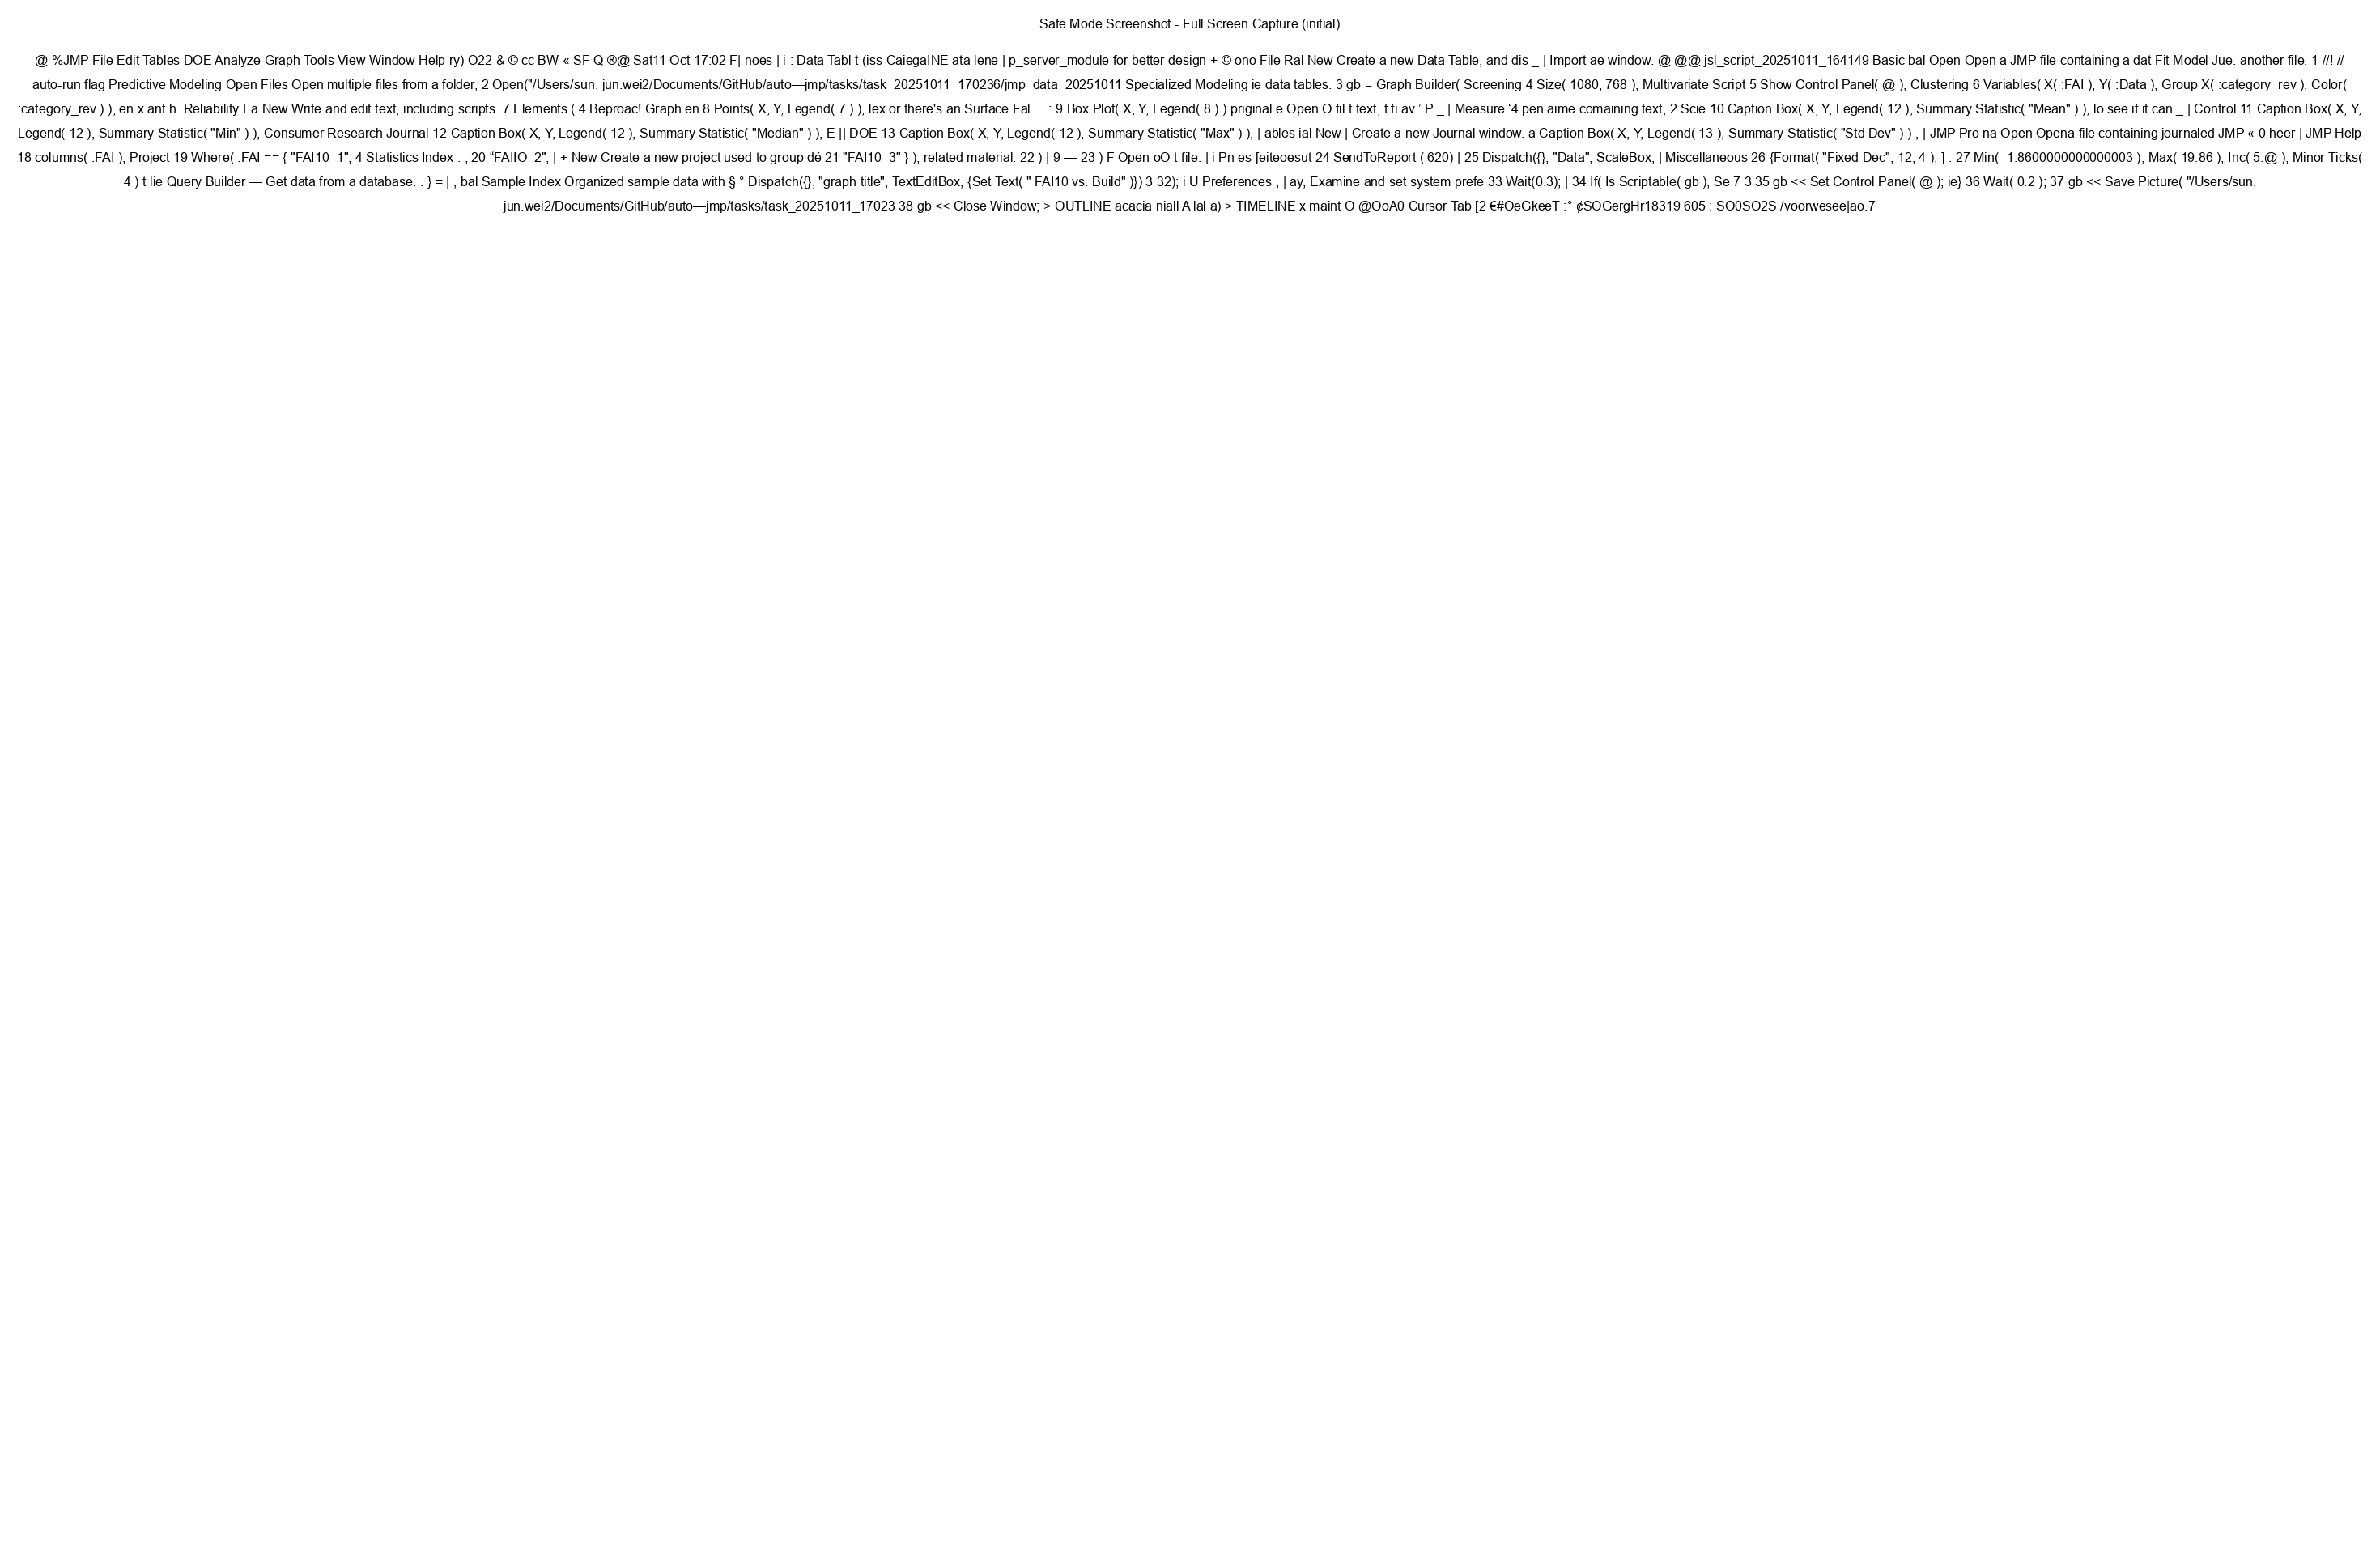 Safe Mode Screenshot - Full Screen Capture (initial)
@ %JMP File Edit Tables DOE Analyze Graph Tools View Window Help ry) O22 & © cc BW « SF Q ®@ Sat11 Oct 17:02 F| noes | i : Data Tabl t (iss CaiegaINE ata lene | p_server_module for better design + © ono File Ral New Create a new Data Table, and dis _ | Import ae window. @ @@ jsl_script_20251011_164149 Basic bal Open Open a JMP file containing a dat Fit Model Jue. another file. 1 //! //
auto-run flag Predictive Modeling Open Files Open multiple files from a folder, 2 Open("/Users/sun. jun.wei2/Documents/GitHub/auto—jmp/tasks/task_20251011_170236/jmp_data_20251011 Specialized Modeling ie data tables. 3 gb = Graph Builder( Screening 4 Size( 1080, 768 ), Multivariate Script 5 Show Control Panel( @ ), Clustering 6 Variables( X( :FAI ), Y( :Data ), Group X( :category_rev ), Color(
:category_rev ) ), en x ant h. Reliability Ea New Write and edit text, including scripts. 7 Elements ( 4 Beproac! Graph en 8 Points( X, Y, Legend( 7 ) ), lex or there's an Surface Fal . . : 9 Box Plot( X, Y, Legend( 8 ) ) priginal e Open O fil t text, t fi av ’ P _ | Measure ‘4 pen aime comaining text, 2 Scie 10 Caption Box( X, Y, Legend( 12 ), Summary Statistic( "Mean" ) ), lo see if it can _ | Control 11 Caption Box( X, Y,
Legend( 12 ), Summary Statistic( "Min" ) ), Consumer Research Journal 12 Caption Box( X, Y, Legend( 12 ), Summary Statistic( "Median" ) ), E || DOE 13 Caption Box( X, Y, Legend( 12 ), Summary Statistic( "Max" ) ), | ables ial New | Create a new Journal window. a Caption Box( X, Y, Legend( 13 ), Summary Statistic( "Std Dev" ) ) , | JMP Pro na Open Opena file containing journaled JMP « 0 heer | JMP Help
18 columns( :FAI ), Project 19 Where( :FAI == { "FAI10_1", 4 Statistics Index . , 20 “FAIIO_2", | + New Create a new project used to group dé 21 "FAI10_3" } ), related material. 22 ) | 9 — 23 ) F Open oO t file. | i Pn es [eiteoesut 24 SendToReport ( 620) | 25 Dispatch({}, "Data", ScaleBox, | Miscellaneous 26 {Format( "Fixed Dec", 12, 4 ), ] : 27 Min( -1.8600000000000003 ), Max( 19.86 ), Inc( 5.@ ), Minor Ticks(
4 ) t lie Query Builder — Get data from a database. . } = | , bal Sample Index Organized sample data with § ° Dispatch({}, "graph title", TextEditBox, {Set Text( " FAI10 vs. Build" )}) 3 32); i U Preferences , | ay, Examine and set system prefe 33 Wait(0.3); | 34 If( Is Scriptable( gb ), Se 7 3 35 gb << Set Control Panel( @ ); ie} 36 Wait( 0.2 ); 37 gb << Save Picture( "/Users/sun.
jun.wei2/Documents/GitHub/auto—jmp/tasks/task_20251011_17023 38 gb << Close Window; > OUTLINE acacia niall A lal a) > TIMELINE x maint O @OoA0 Cursor Tab [2 €#OeGkeeT :° ¢SOGergHr18319 605 : SO0SO2S /voorwesee|ao.7